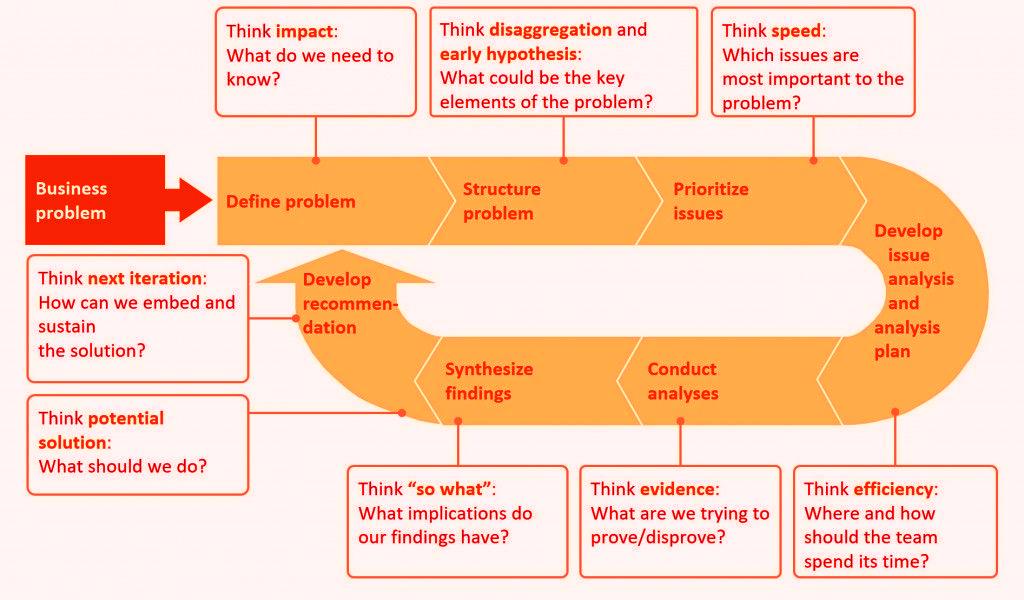 Think impact:
What do we need to
know?
Think disaggregation and
early hypothesis:
What could be the key
elements of the problem?
Think speed:
Which issues are
most important to the
problem?
Business
problem
Define problem
Structure
problem
Prioritize
issues
Develop
issue
analysis
and
analysis
plan
Think next iteration:
How can we embed and
sustain
the solution?
Develop
recommen-
dation
Synthesize
findings
Conduct
analyses
Think potential
solution:
What should we do?
Think “so what”:
What implications do
our findings have?
Think evidence:
What are we trying to
prove/disprove?
Think efficiency:
Where and how
should the team
spend its time?